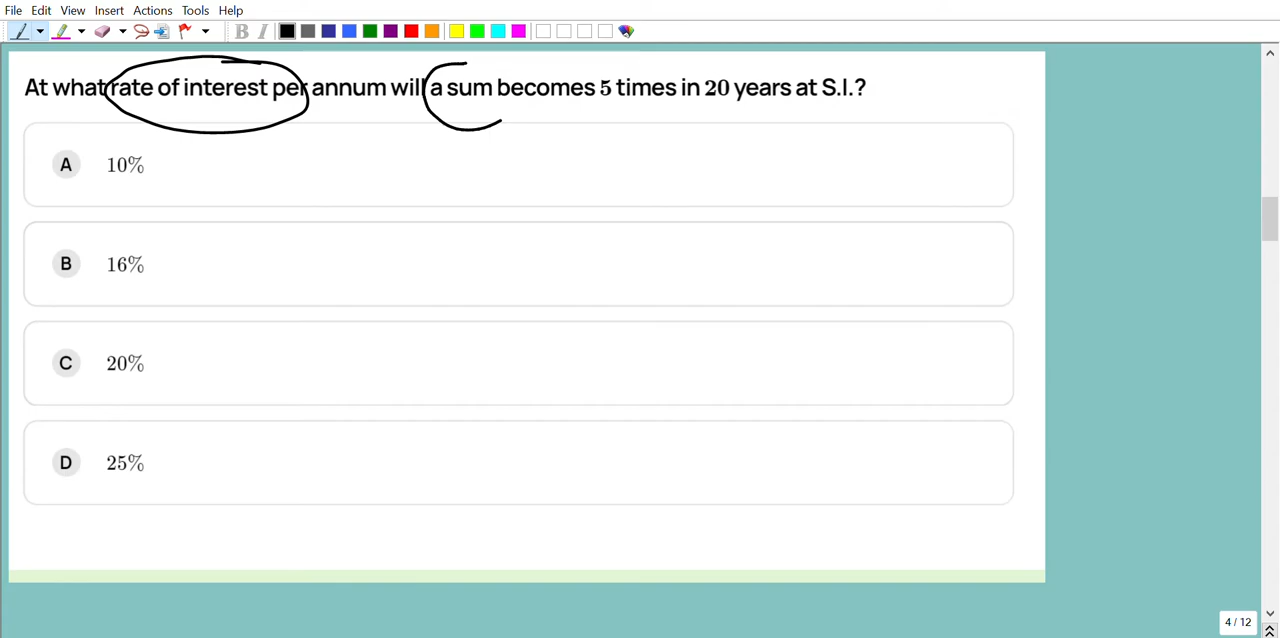 File Edit View Insert Actions Tools Help
B I
At what rate of interest per annum will a sum becomes 5 times in 20 years at S.I.?
A 10%
B 16%
C 20%
D 25%
4 / 12